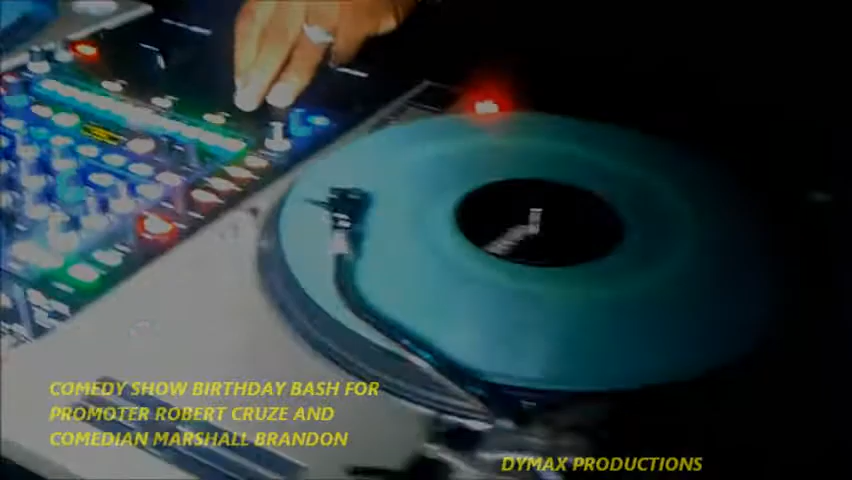 COMEDY SHOW BIRTHDAY BASH FOR
PROMOTER ROBERT CRUZE AND
COMEDIAN MARSHALL BRANDON
DYMAX PRODUCTIONS